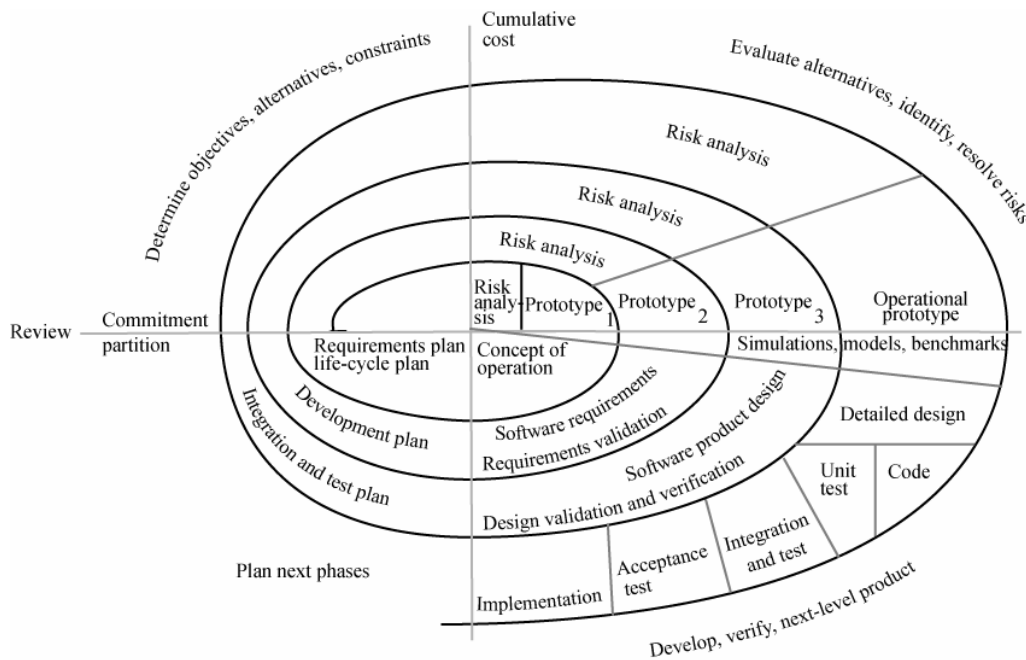 Cumulative
cost
Determine objectives, alternatives, constraints
Evaluate alternatives, identify, resolve risks
Risk analysis
Risk analysis
Risk analysis
Risk
analy-
sis
Prototype
1
Prototype
2
Prototype
3
Operational
prototype
Review
Commitment
partition
Simulations, models, benchmarks
Requirements plan
life-cycle plan
Concept of
operation
Development plan
Software requirements
Requirements validation
Integration and test plan
Software product design
Design validation and verification
Detailed design
Unit
test
Code
Integration
and test
Acceptance
test
Implementation
Plan next phases
Develop, verify, next-level product